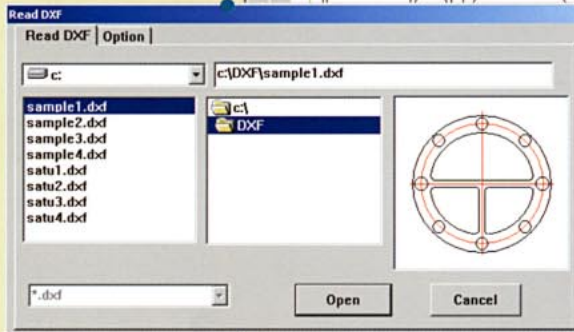 Read DXF
Read DXF Option
c: c:\DXF\sample1.dxf
sample1.dxf
sample2.dxf
sample3.dxf
sample4.dxf
satu1.dxf
satu2.dxf
satu3.dxf
satu4.dxf
c:\
DXF
*.dxf
Open Cancel